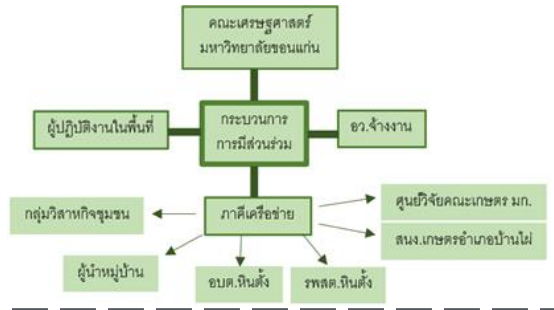 คณะเศรษฐศาสตร์
มหาวิทยาลัยขอนแก่น
ผู้ปฏิบัติงานในพื้นที่
กระบวนการ
การมีส่วนร่วม
อว.จ้างงาน
กลุ่มวิสาหกิจชุมชน
ภาคีเครือข่าย
ศูนย์วิจัยคณะเกษตร มก.
สนง.เกษตรอำเภอบ้านไผ่
ผู้นำหมู่บ้าน
อบต.หินตั้ง
รพสต.หินตั้ง